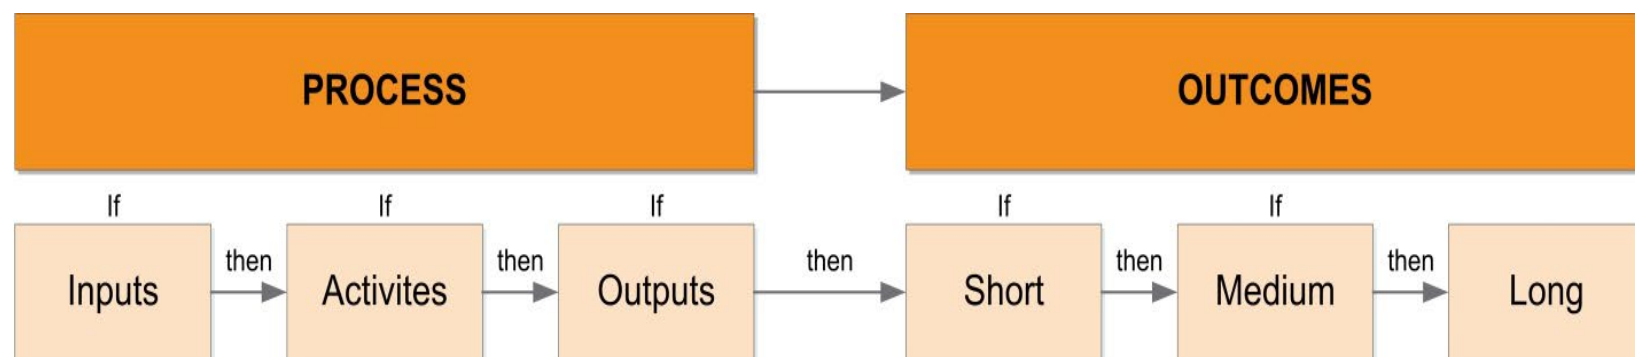 PROCESS
OUTCOMES
If
If
If
If
If
then
then
then
then
then
Inputs
Activites
Outputs
Short
Medium
Long